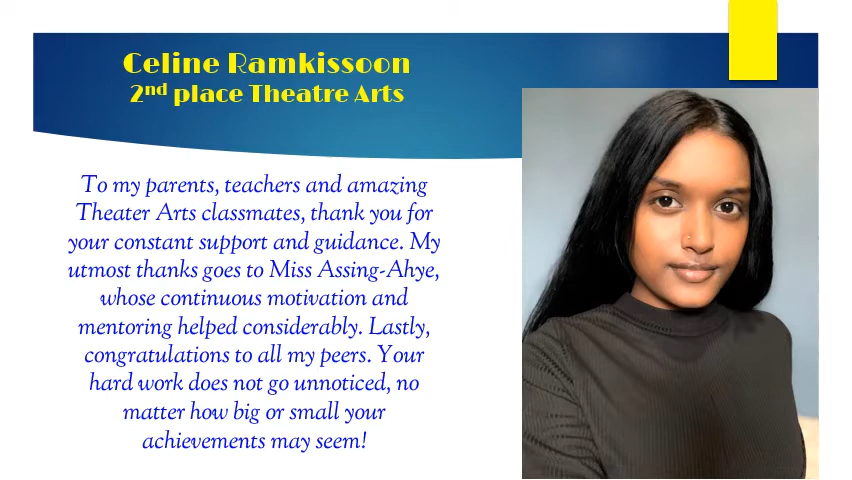 Celine Ramkissoon
2nd place Theatre Arts
To my parents, teachers and amazing
Theater Arts classmates, thank you for
your constant support and guidance. My
utmost thanks goes to Miss Assing-Ahye,
whose continuous motivation and
mentoring helped considerably. Lastly,
congratulations to all my peers. Your
hard work does not go unnoticed, no
matter how big or small your
achievements may seem!